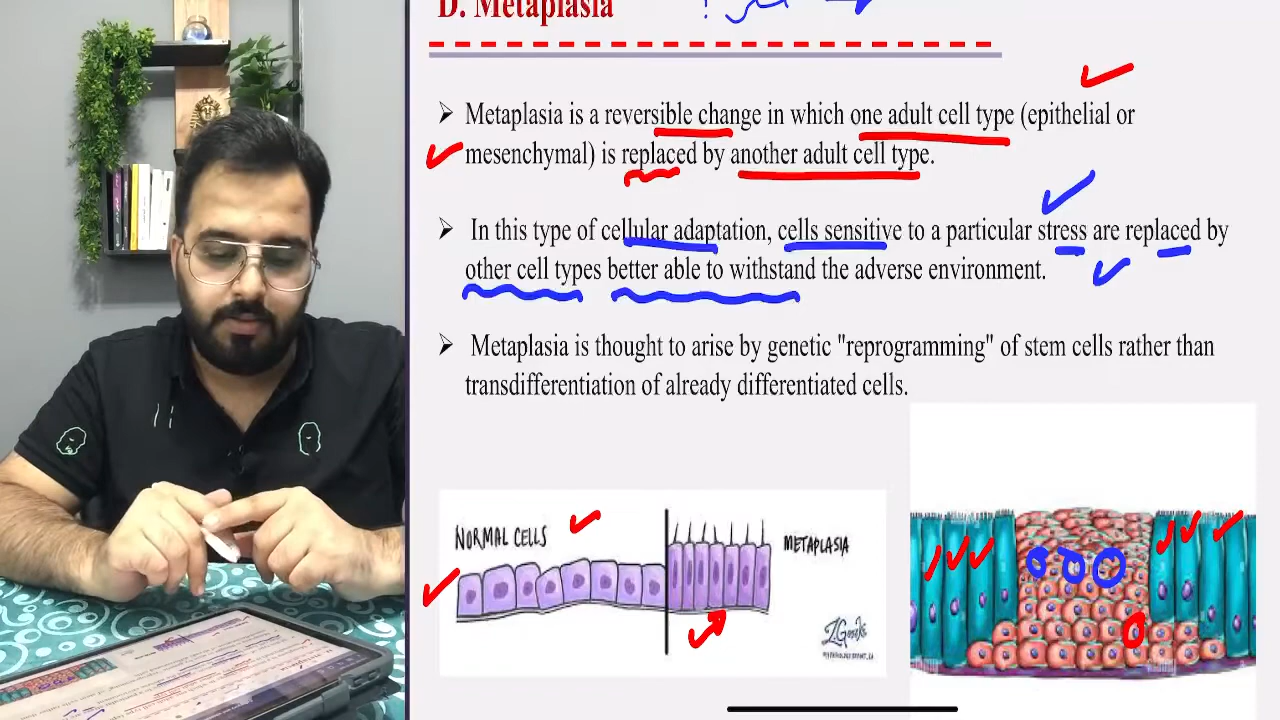 D. Metaplasia
➢ Metaplasia is a reversible change in which one adult cell type (epithelial or
mesenchymal) is replaced by another adult cell type.
➢ In this type of cellular adaptation, cells sensitive to a particular stress are replaced by
other cell types better able to withstand the adverse environment.
➢ Metaplasia is thought to arise by genetic "reprogramming" of stem cells rather than
transdifferentiation of already differentiated cells.
NORMAL CELLS
METAPLASIA